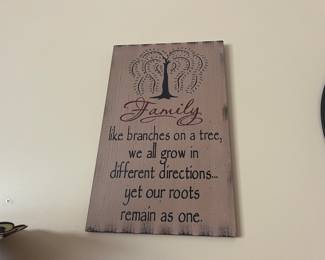 Family
like branches on a tree,
we all grow in
different directions...
yet our roots
remain as one.